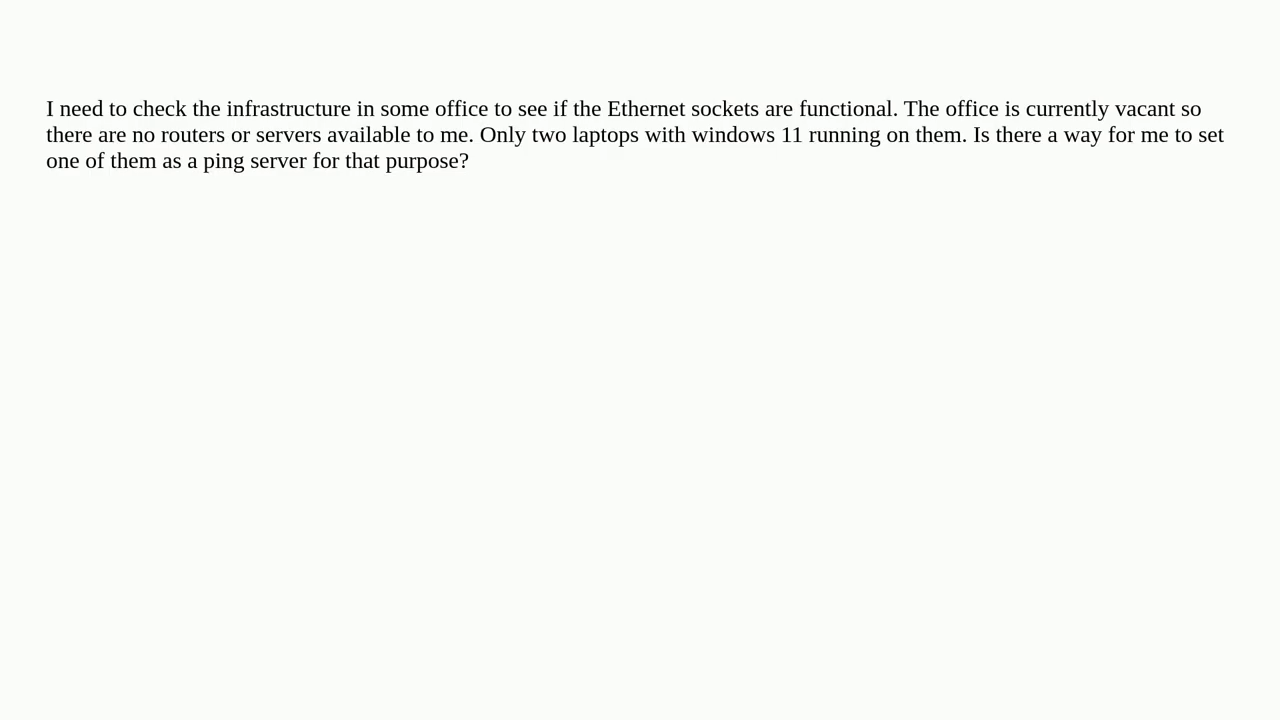 I need to check the infrastructure in some office to see if the Ethernet sockets are functional. The office is currently vacant so
there are no routers or servers available to me. Only two laptops with windows 11 running on them. Is there a way for me to set
one of them as a ping server for that purpose?